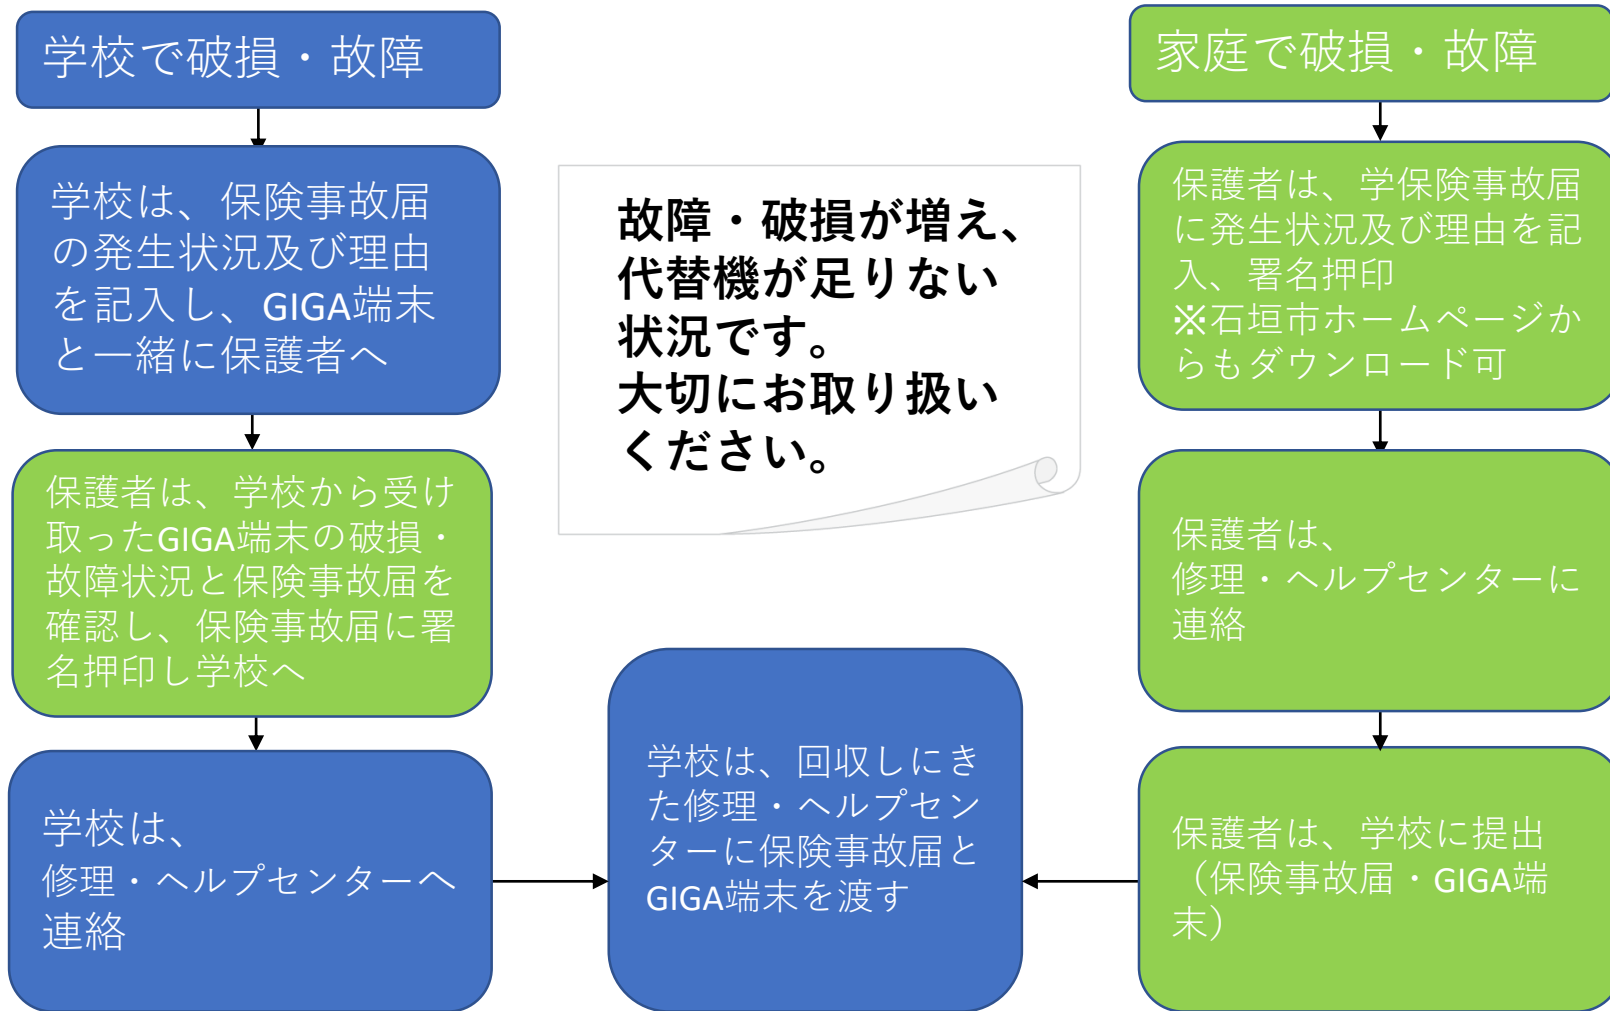 学校で破損・故障
学校は、保険事故届
の発生状況及び理由
を記入し、GIGA端末
と一緒に保護者へ
保護者は、学校から受け
取ったGIGA端末の破損・
故障状況と保険事故届を
確認し、保険事故届に署
名押印し学校へ
学校は、
修理・ヘルプセンターへ
連絡
故障・破損が増え、
代替機が足りない
状況です。
大切にお取り扱い
ください。
学校は、回収しにき
た修理・ヘルプセン
ターに保険事故届と
GIGA端末を渡す
家庭で破損・故障
保護者は、学保険事故届
に発生状況及び理由を記
入、署名押印
※石垣市ホームページか
らもダウンロード可
保護者は、
修理・ヘルプセンターに
連絡
保護者は、学校に提出
（保険事故届・GIGA端
末）